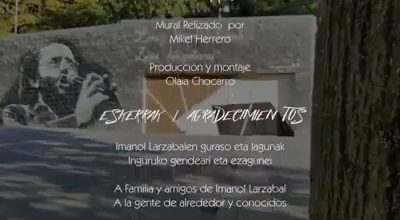 Mural Relizado por
Mikel Herrero
Producción y montaje
Olaia Chocarro
ESKERRAK / AGRADECIMIENTOS
Imanol Larzabalen guraso eta lagunak
Inguruko gendeari eta ezagunei
A Familia y amigos de Imanol Larzabal
A la gente de alrededor y conocidos